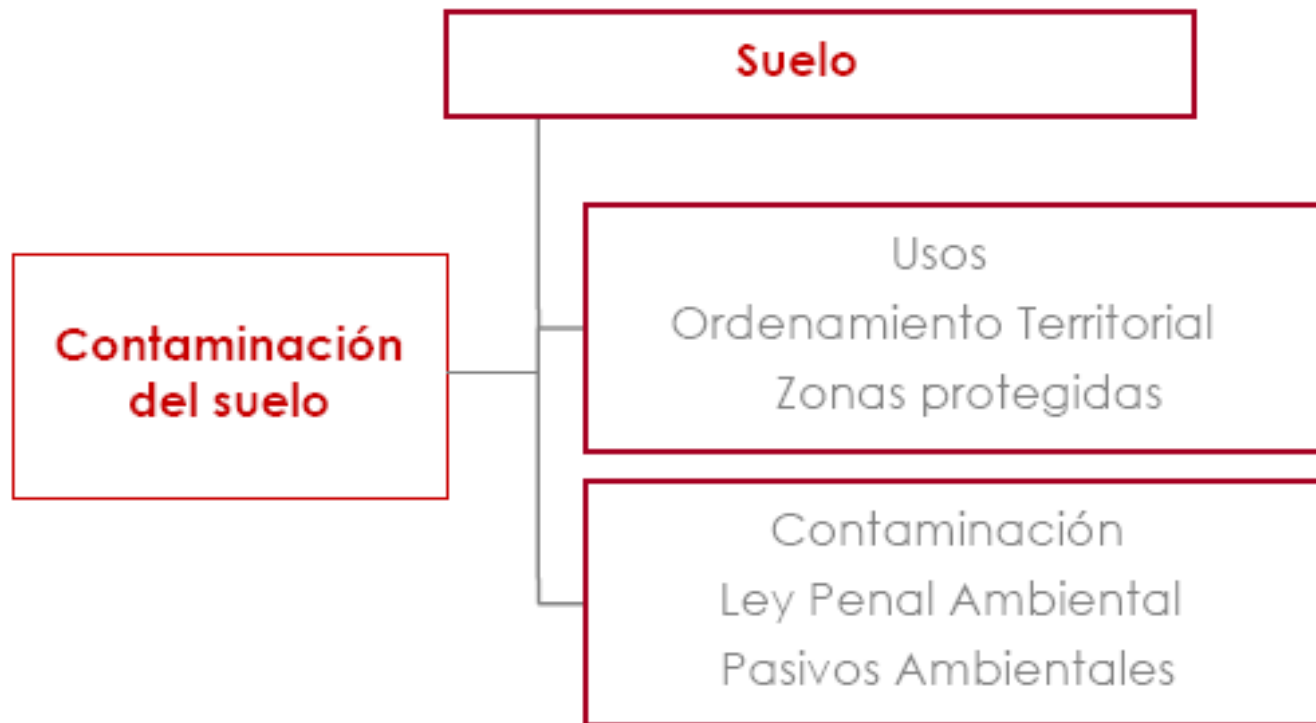 Suelo
Contaminación
del suelo
Usos
Ordenamiento Territorial
Zonas protegidas
Contaminación
Ley Penal Ambiental
Pasivos Ambientales